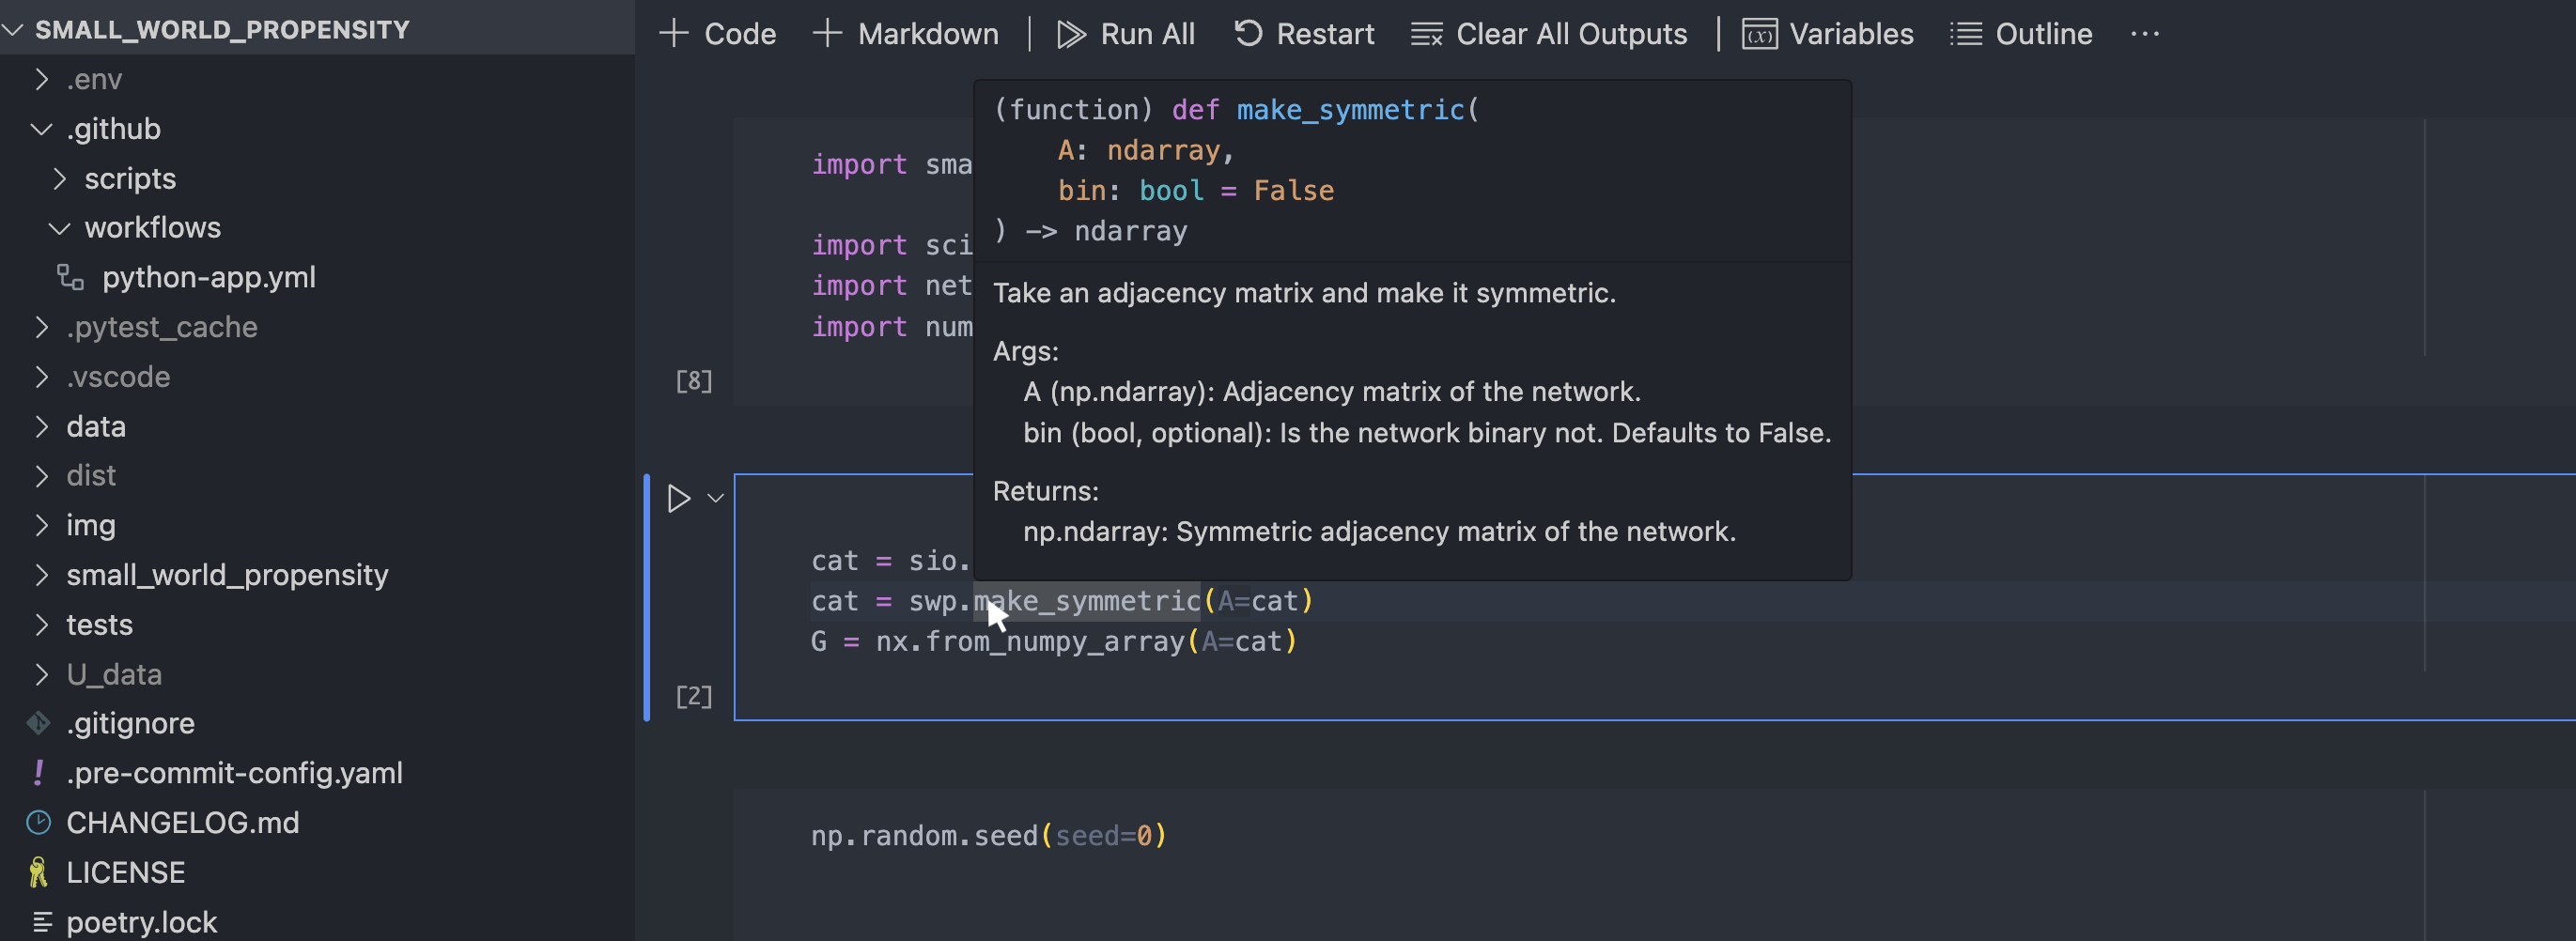 SMALL_WORLD_PROPENSITY
.env
.github
scripts
workflows
python-app.yml
.pytest_cache
.vscode
data
dist
img
small_world_propensity
tests
U_data
.gitignore
.pre-commit-config.yaml
CHANGELOG.md
LICENSE
poetry.lock
+ Code + Markdown | Run All Restart Clear All Outputs | (x) Variables Outline ...
(function) def make_symmetric(
A: ndarray,
bin: bool = False
) -> ndarray
Take an adjacency matrix and make it symmetric.
Args:
A (np.ndarray): Adjacency matrix of the network.
bin (bool, optional): Is the network binary not. Defaults to False.
Returns:
np.ndarray: Symmetric adjacency matrix of the network.
import sma
import sci
import net
import num
[8]
cat = sio.
cat = swp.make_symmetric(A=cat)
G = nx.from_numpy_array(A=cat)
[2]
np.random.seed(seed=0)